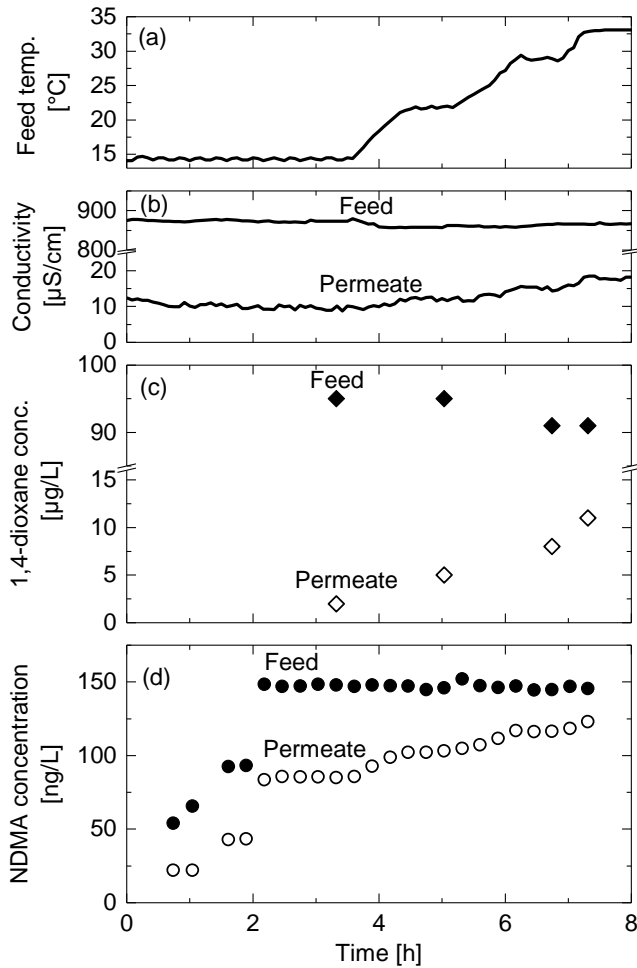 35
30
25
20
15
Feed temp.
[°C]
(a)
900
800
20
10
0
Conductivity
[µS/cm]
(b)
Feed
Permeate
100
90
15
10
5
0
1,4-dioxane conc.
[µg/L]
(c)
Feed
Permeate
150
100
50
0
NDMA concentration
[ng/L]
(d)
Feed
Permeate
0 2 4 6 8
Time [h]